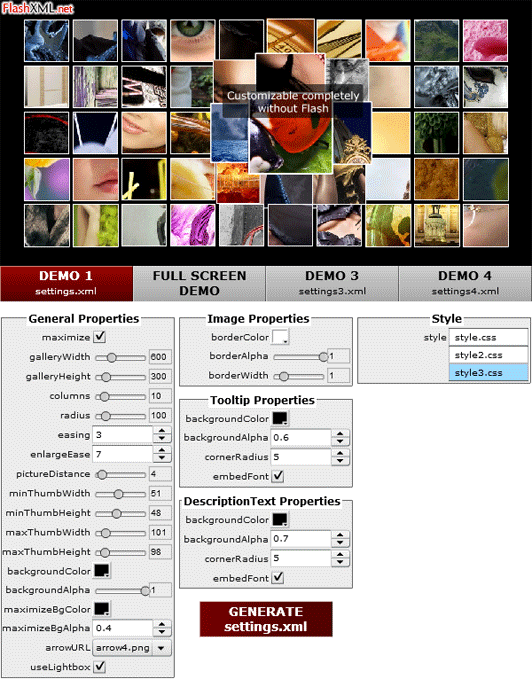 FlashXML.net
Customizable completely
without Flash
DEMO 1
settings.xml
FULL SCREEN
DEMO
DEMO 3
settings3.xml
DEMO 4
settings4.xml
General Properties
maximize
galleryWidth 600
galleryHeight 300
columns 10
radius 100
easing 3
enlargeEase 7
pictureDistance 4
minThumbWidth 51
minThumbHeight 48
maxThumbWidth 101
maxThumbHeight 98
backgroundColor
backgroundAlpha 1
maximizeBgColor
maximizeBgAlpha 0.4
arrowURL arrow4.png
useLightbox
Image Properties
borderColor
borderAlpha 1
borderWidth 1
Tooltip Properties
backgroundColor
backgroundAlpha 0.6
cornerRadius 5
embedFont
DescriptionText Properties
backgroundColor
backgroundAlpha 0.7
cornerRadius 5
embedFont
GENERATE
settings.xml
Style
style style.css
style2.css
style3.css